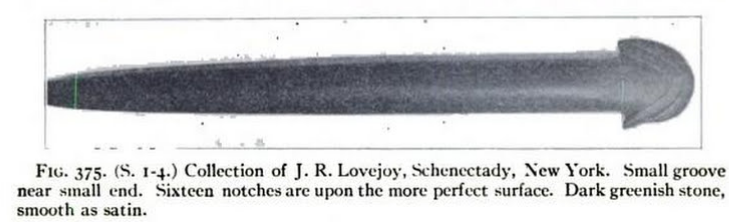 FIG. 375. (S. 1-4.) Collection of J. R. Lovejoy, Schenectady, New York. Small groove
near small end. Sixteen notches are upon the more perfect surface. Dark greenish stone,
smooth as satin.